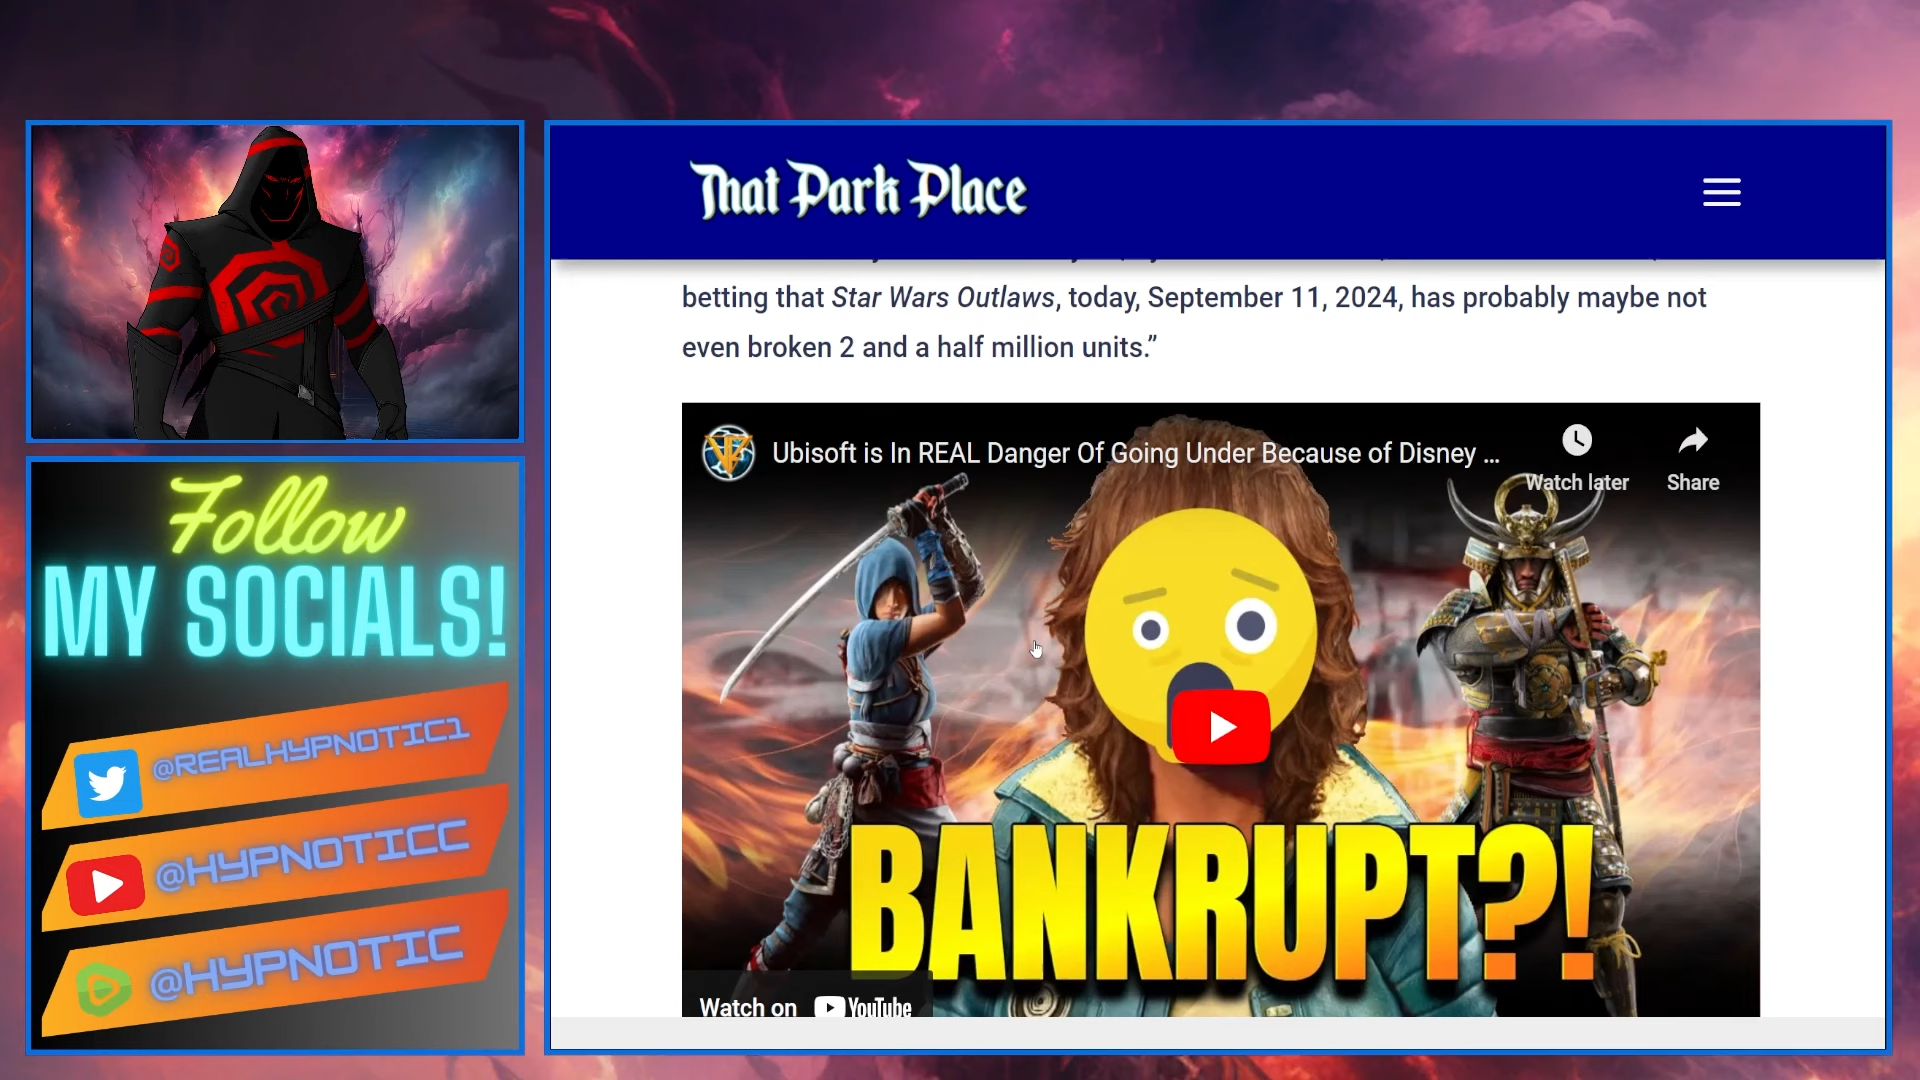 That Park Place
betting that Star Wars Outlaws, today, September 11, 2024, has probably maybe not
even broken 2 and a half million units.”
Ubisoft is In REAL Danger Of Going Under Because of Disney ...
Watch later
Share
BANKRUPT?!
Watch on YouTube
Follow
MY SOCIALS!
@REALHYPNOTIC1
@HYPNOTICC
@HYPNOTIC